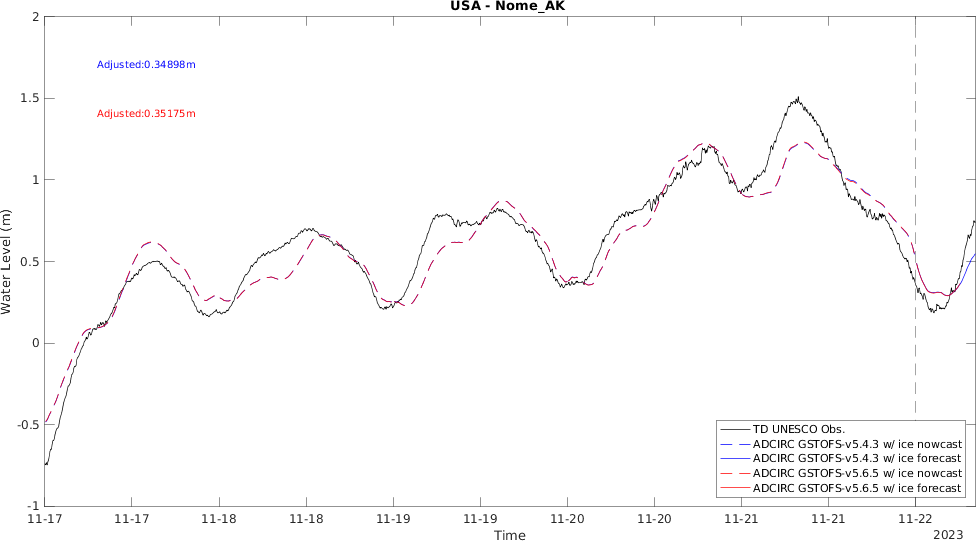 USA - Nome_AK
2
Adjusted:0.34898m
1.5
Adjusted:0.35175m
1
Water Level (m)
0.5
0
-0.5
TD UNESCO Obs.
ADCIRC GSTOFS-v5.4.3 w/ ice nowcast
ADCIRC GSTOFS-v5.4.3 w/ ice forecast
ADCIRC GSTOFS-v5.6.5 w/ ice nowcast
ADCIRC GSTOFS-v5.6.5 w/ ice forecast
-1
11-17 11-17 11-18 11-18 11-19 11-19 11-20 11-20 11-21 11-21 11-22
Time
2023